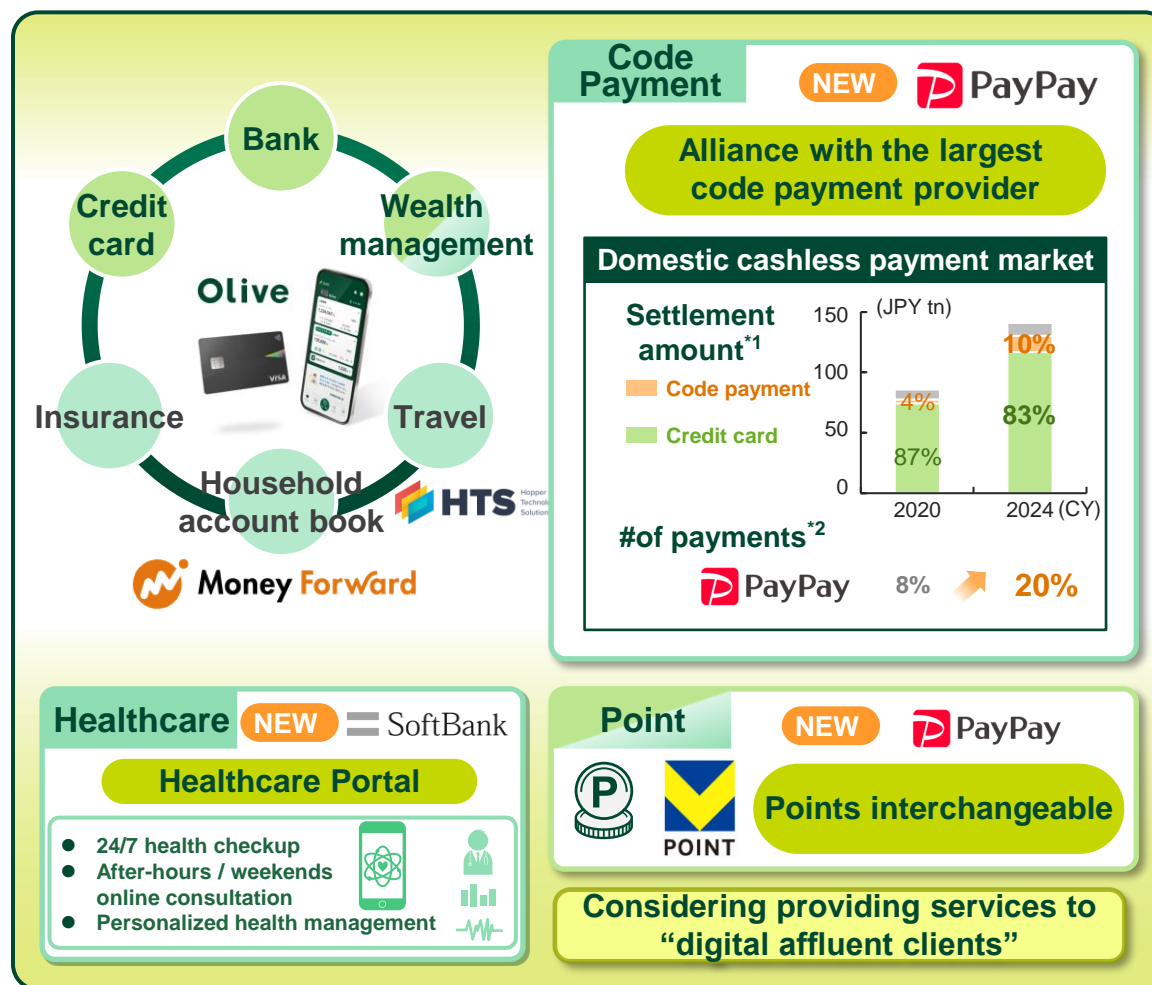 Bank
Credit
card
Wealth
management
Olive
VISA
Insurance
Travel
Household
account book
HTS
Hopper
Technol
Solution
Money Forward
Code
Payment
NEW
PayPay
Alliance with the largest
code payment provider
Domestic cashless payment market
Settlement
amount*1
Code payment
Credit card
(JPY tn)
150
100
50
0
4%
87%
10%
83%
2020
2024 (CY)
#of payments*2
PayPay
8%
20%
Healthcare
NEW
SoftBank
Healthcare Portal
● 24/7 health checkup
● After-hours / weekends
online consultation
● Personalized health management
Point
NEW
PayPay
P
POINT
Points interchangeable
Considering providing services to
“digital affluent clients”